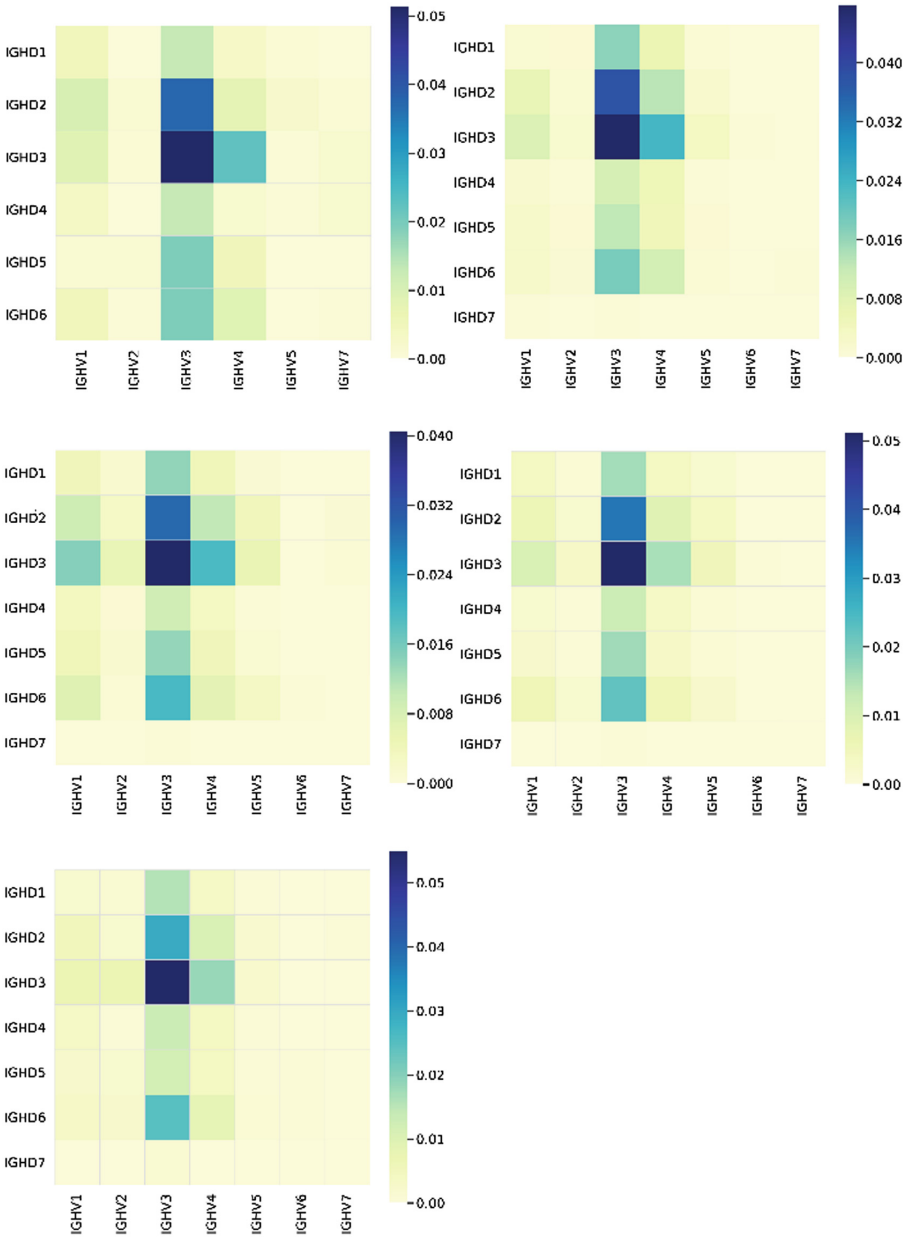 IGHD1
IGHD2
IGHD3
IGHD4
IGHD5
IGHD6
IGHV1
IGHV2
IGHV3
IGHV4
IGHV5
IGHV7
0.05
0.04
0.03
0.02
0.01
0.00
IGHD1
IGHD2
IGHD3
IGHD4
IGHD5
IGHD6
IGHD7
IGHV1
IGHV2
IGHV3
IGHV4
IGHV5
IGHV6
IGHV7
0.040
0.032
0.024
0.016
0.008
0.000
IGHD1
IGHD2
IGHD3
IGHD4
IGHD5
IGHD6
IGHD7
IGHV1
IGHV2
IGHV3
IGHV4
IGHV5
IGHV6
IGHV7
0.040
0.032
0.024
0.016
0.008
0.000
IGHD1
IGHD2
IGHD3
IGHD4
IGHD5
IGHD6
IGHD7
IGHV1
IGHV2
IGHV3
IGHV4
IGHV5
IGHV6
IGHV7
0.05
0.04
0.03
0.02
0.01
0.00
IGHD1
IGHD2
IGHD3
IGHD4
IGHD5
IGHD6
IGHD7
IGHV1
IGHV2
IGHV3
IGHV4
IGHV5
IGHV6
IGHV7
0.05
0.04
0.03
0.02
0.01
0.00